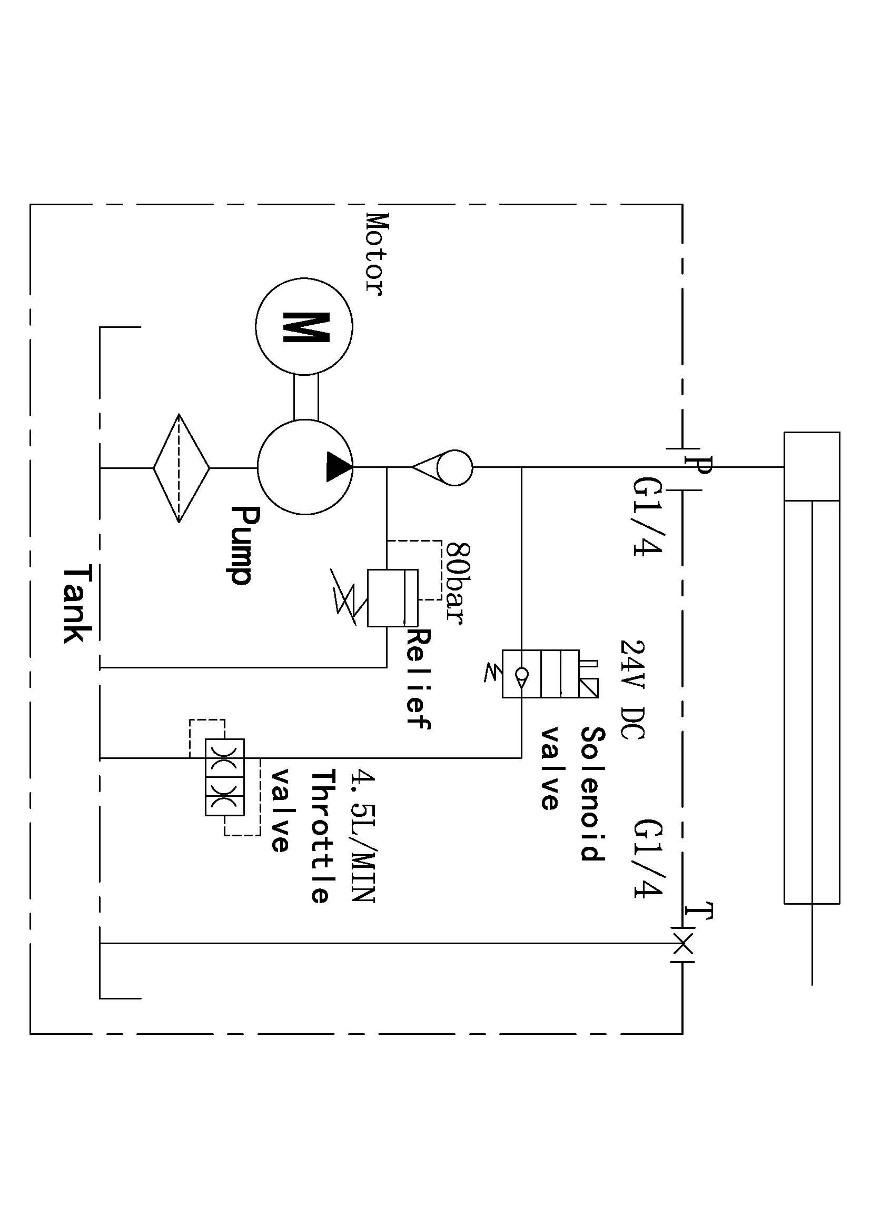 P
T
G1/4
G1/4
24V DC
Solenoid
valve
80bar
Relief
Motor
M
4.5L/MIN
Throttle
valve
Pump
Tank